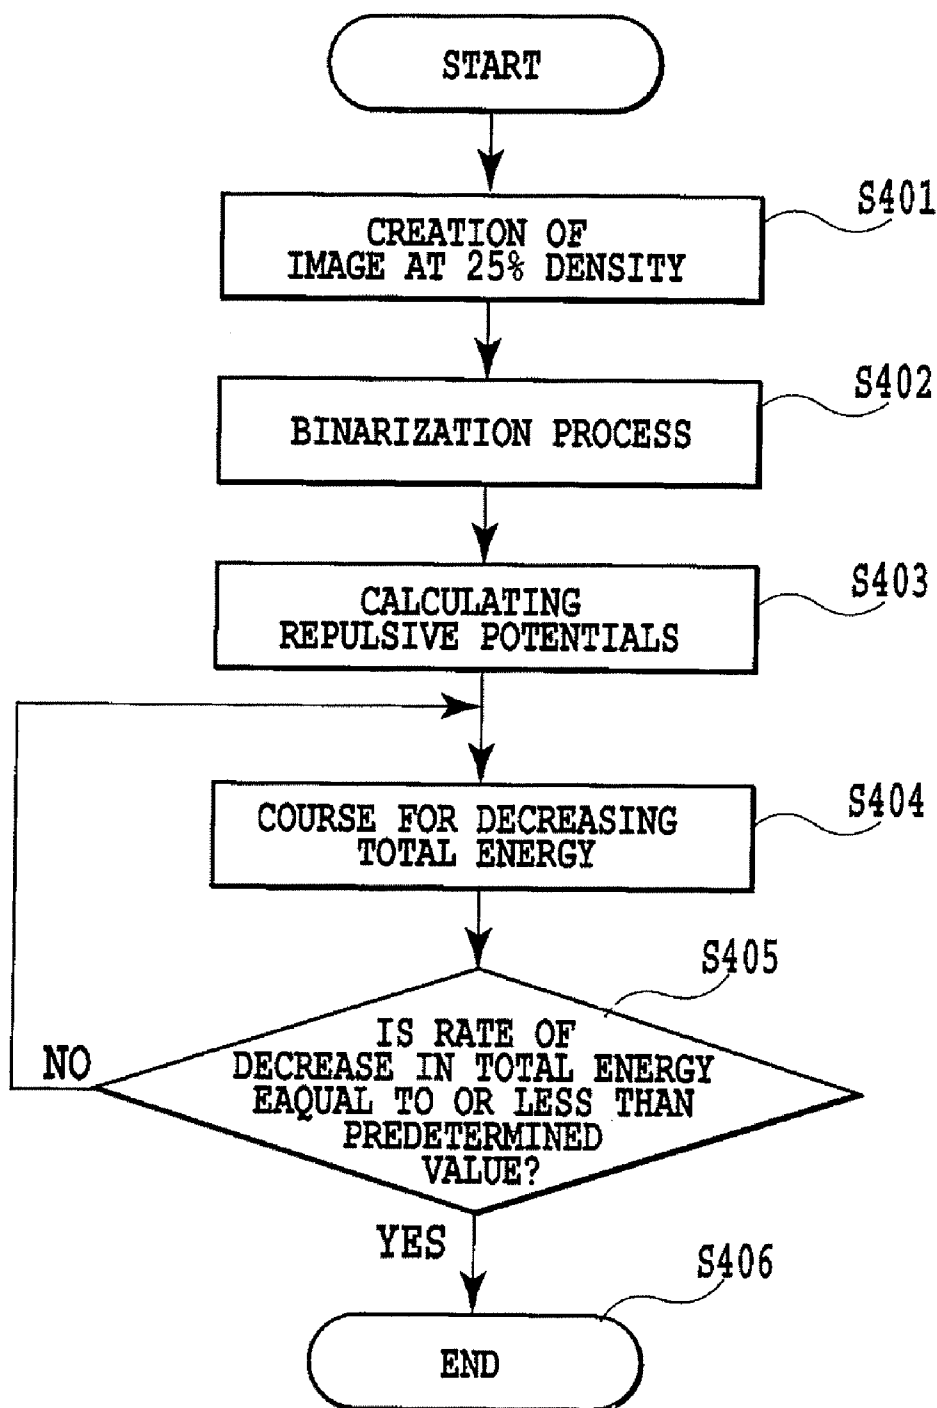 START
S401
CREATION OF
IMAGE AT 25% DENSITY
S402
BINARIZATION PROCESS
S403
CALCULATING
REPULSIVE POTENTIALS
S404
COURSE FOR DECREASING
TOTAL ENERGY
S405
IS RATE OF
DECREASE IN TOTAL ENERGY
EAQUAL TO OR LESS THAN
PREDETERMINED
VALUE?
NO
YES
S406
END